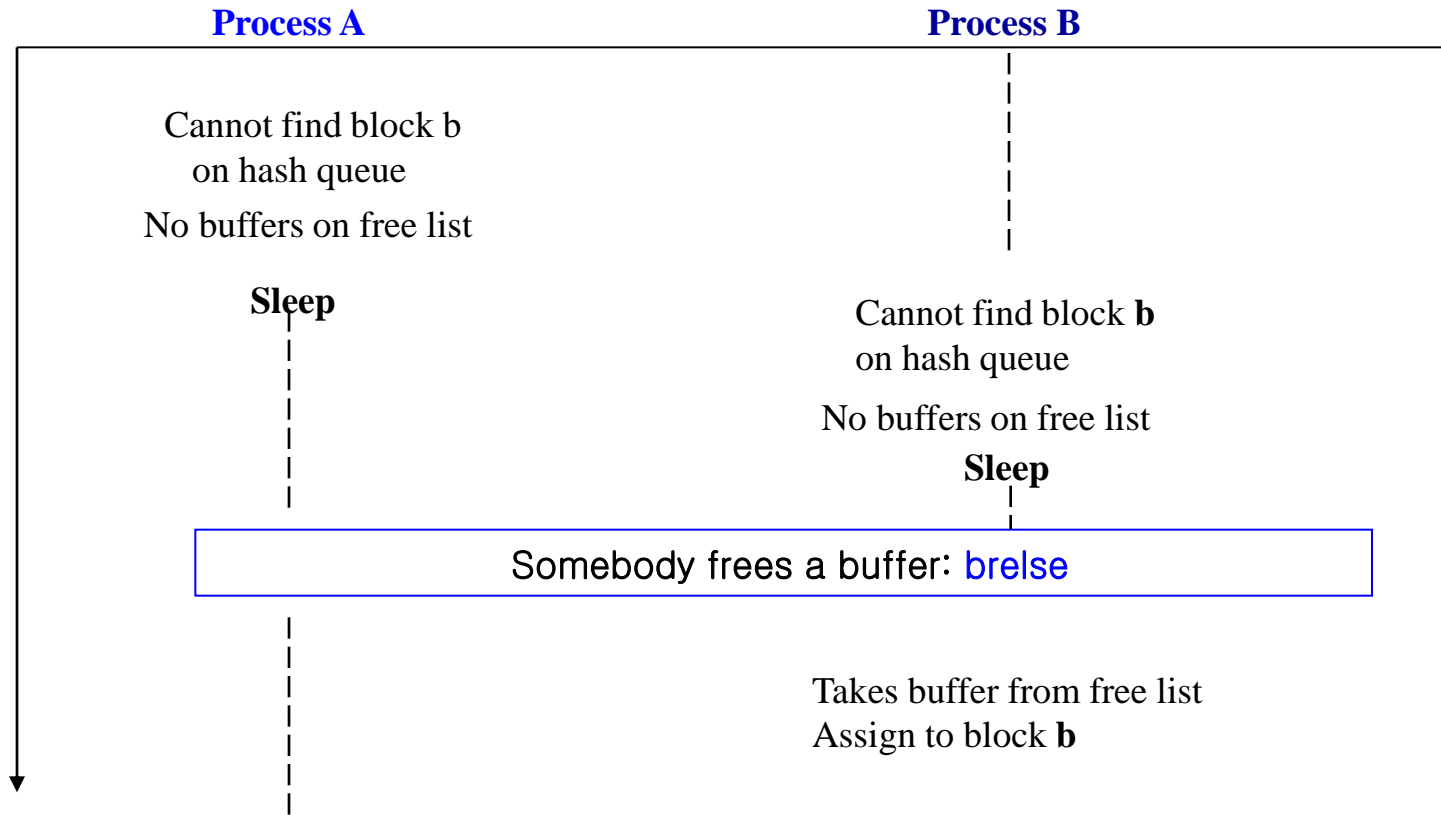 Process A
Process B
Cannot find block b
on hash queue
No buffers on free list
Sleep
Cannot find block b
on hash queue
No buffers on free list
Sleep
Somebody frees a buffer: brelse
Takes buffer from free list
Assign to block b